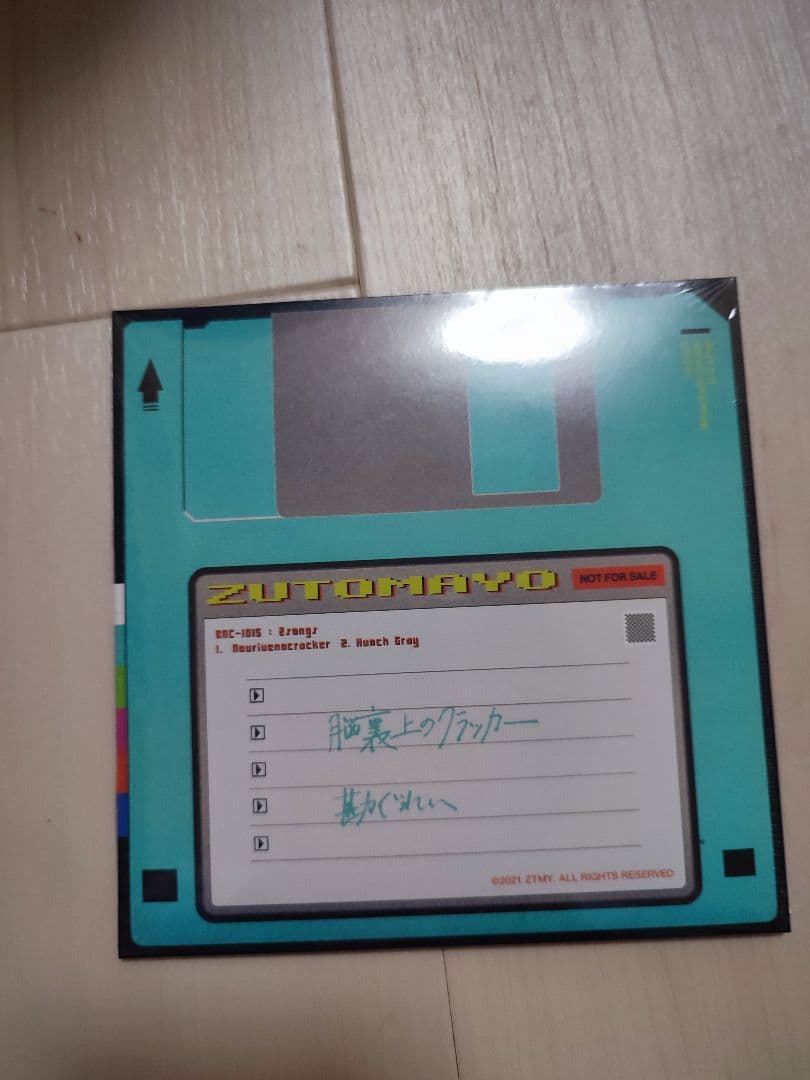 ZUTOMAYO
NOT FOR SALE
ENC-1015 : 2songs
1. Nouriuenocracker 2. Hunch Gray
脳裏上のクラッカー
勘ぐれい
©2021 ZTMY. ALL RIGHTS RESERVED